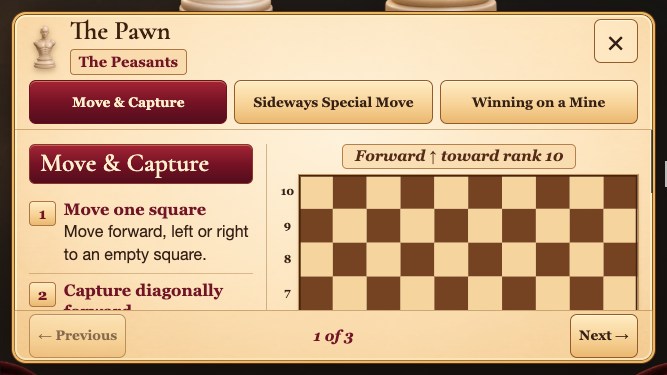 The Pawn
The Peasants
✕
Move & Capture
Sideways Special Move
Winning on a Mine
Move & Capture
1
Move one square
Move forward, left or right
to an empty square.
2
Capture diagonally
forward
Forward ↑ toward rank 10
10
9
8
7
← Previous
1 of 3
Next →